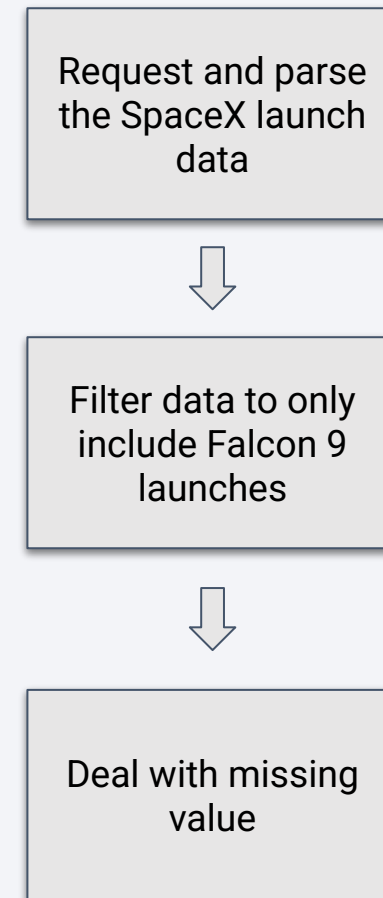 Request and parse
the SpaceX launch
data
Filter data to only
include Falcon 9
launches
Deal with missing
value